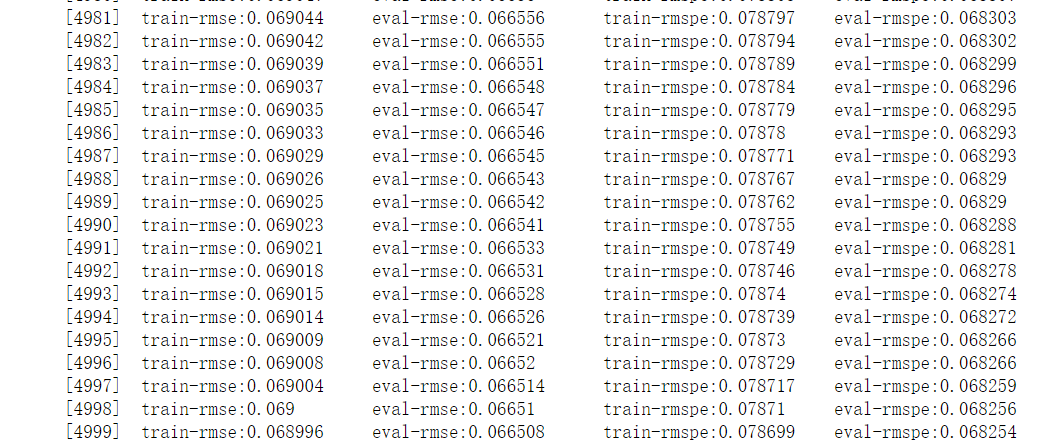 [4981] train-rmse:0.069044 eval-rmse:0.066556 train-rmspe:0.078797 eval-rmspe:0.068303
[4982] train-rmse:0.069042 eval-rmse:0.066555 train-rmspe:0.078794 eval-rmspe:0.068302
[4983] train-rmse:0.069039 eval-rmse:0.066551 train-rmspe:0.078789 eval-rmspe:0.068299
[4984] train-rmse:0.069037 eval-rmse:0.066548 train-rmspe:0.078784 eval-rmspe:0.068296
[4985] train-rmse:0.069035 eval-rmse:0.066547 train-rmspe:0.078779 eval-rmspe:0.068295
[4986] train-rmse:0.069033 eval-rmse:0.066546 train-rmspe:0.07878 eval-rmspe:0.068293
[4987] train-rmse:0.069029 eval-rmse:0.066545 train-rmspe:0.078771 eval-rmspe:0.068293
[4988] train-rmse:0.069026 eval-rmse:0.066543 train-rmspe:0.078767 eval-rmspe:0.06829
[4989] train-rmse:0.069025 eval-rmse:0.066542 train-rmspe:0.078762 eval-rmspe:0.06829
[4990] train-rmse:0.069023 eval-rmse:0.066541 train-rmspe:0.078755 eval-rmspe:0.068288
[4991] train-rmse:0.069021 eval-rmse:0.066533 train-rmspe:0.078749 eval-rmspe:0.068281
[4992] train-rmse:0.069018 eval-rmse:0.066531 train-rmspe:0.078746 eval-rmspe:0.068278
[4993] train-rmse:0.069015 eval-rmse:0.066528 train-rmspe:0.07874 eval-rmspe:0.068274
[4994] train-rmse:0.069014 eval-rmse:0.066526 train-rmspe:0.078739 eval-rmspe:0.068272
[4995] train-rmse:0.069009 eval-rmse:0.066521 train-rmspe:0.07873 eval-rmspe:0.068266
[4996] train-rmse:0.069008 eval-rmse:0.06652 train-rmspe:0.078729 eval-rmspe:0.068266
[4997] train-rmse:0.069004 eval-rmse:0.066514 train-rmspe:0.078717 eval-rmspe:0.068259
[4998] train-rmse:0.069 eval-rmse:0.06651 train-rmspe:0.07871 eval-rmspe:0.068256
[4999] train-rmse:0.068996 eval-rmse:0.066508 train-rmspe:0.078699 eval-rmspe:0.068254